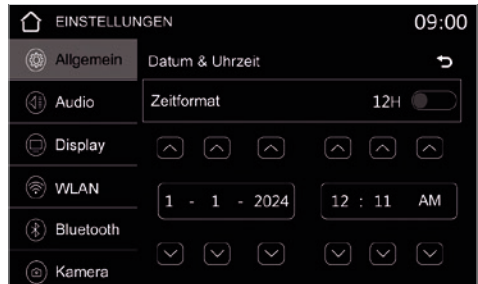 EINSTELLUNGEN 09:00
Allgemein
Datum & Uhrzeit
Audio
Zeitformat 12H
Display
WLAN
1 - 1 - 2024 12 : 11 AM
Bluetooth
Kamera